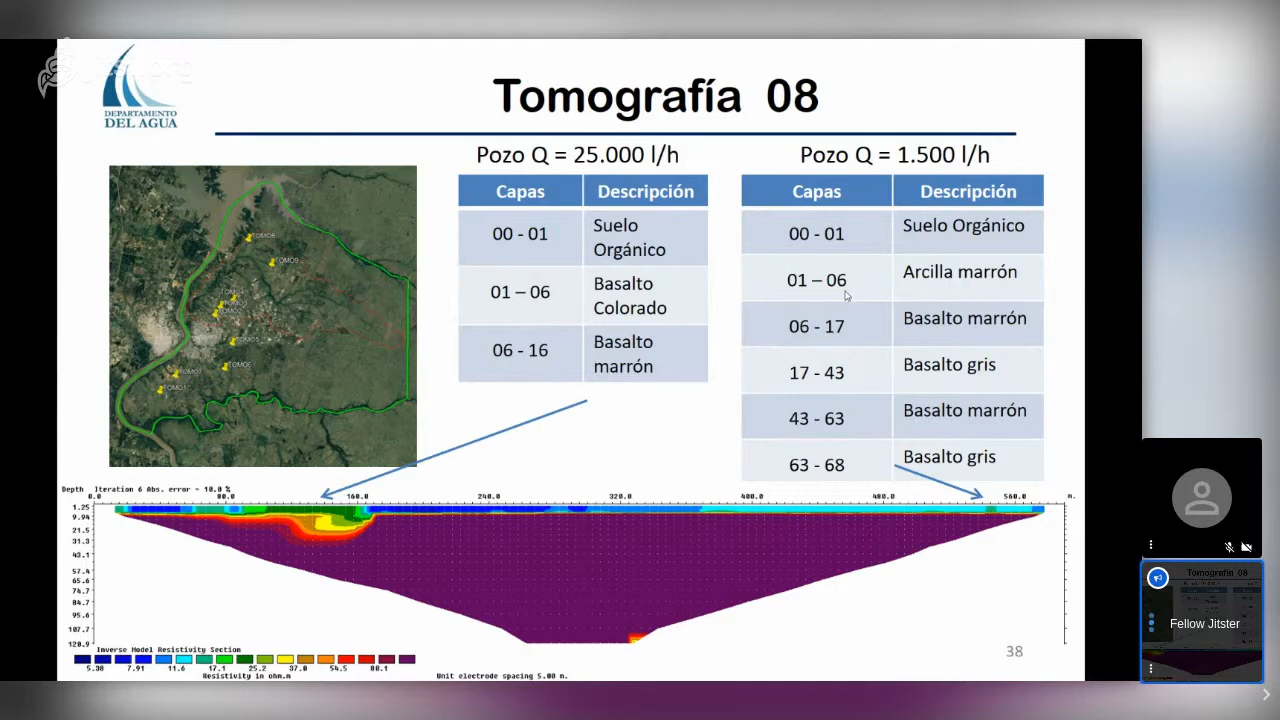 Tomografía 08
DEPARTAMENTO
DEL AGUA
Pozo Q = 25.000 l/h
Capas Descripción
00 - 01 Suelo Orgánico
01 – 06 Basalto Colorado
06 - 16 Basalto marrón
Pozo Q = 1.500 l/h
Capas Descripción
00 - 01 Suelo Orgánico
01 – 06 Arcilla marrón
06 - 17 Basalto marrón
17 - 43 Basalto gris
43 - 63 Basalto marrón
63 - 68 Basalto gris
TOMO8
TOMO9
TOMO5
TOMO6
Depth Iteration 6 Abs. error = 10.0 %
0.0 80.0 160.0 240.0 320.0 400.0 480.0 560.0 m.
1.25
9.94
21.5
31.3
43.1
57.4
65.6
74.7
84.7
95.6
107.7
120.9
Inverse Model Resistivity Section
5.38 7.91 11.6 17.1 25.2 37.0 54.5 80.1
Resistivity in ohm.m
Unit electrode spacing 5.00 m.
38
Fellow Jitster